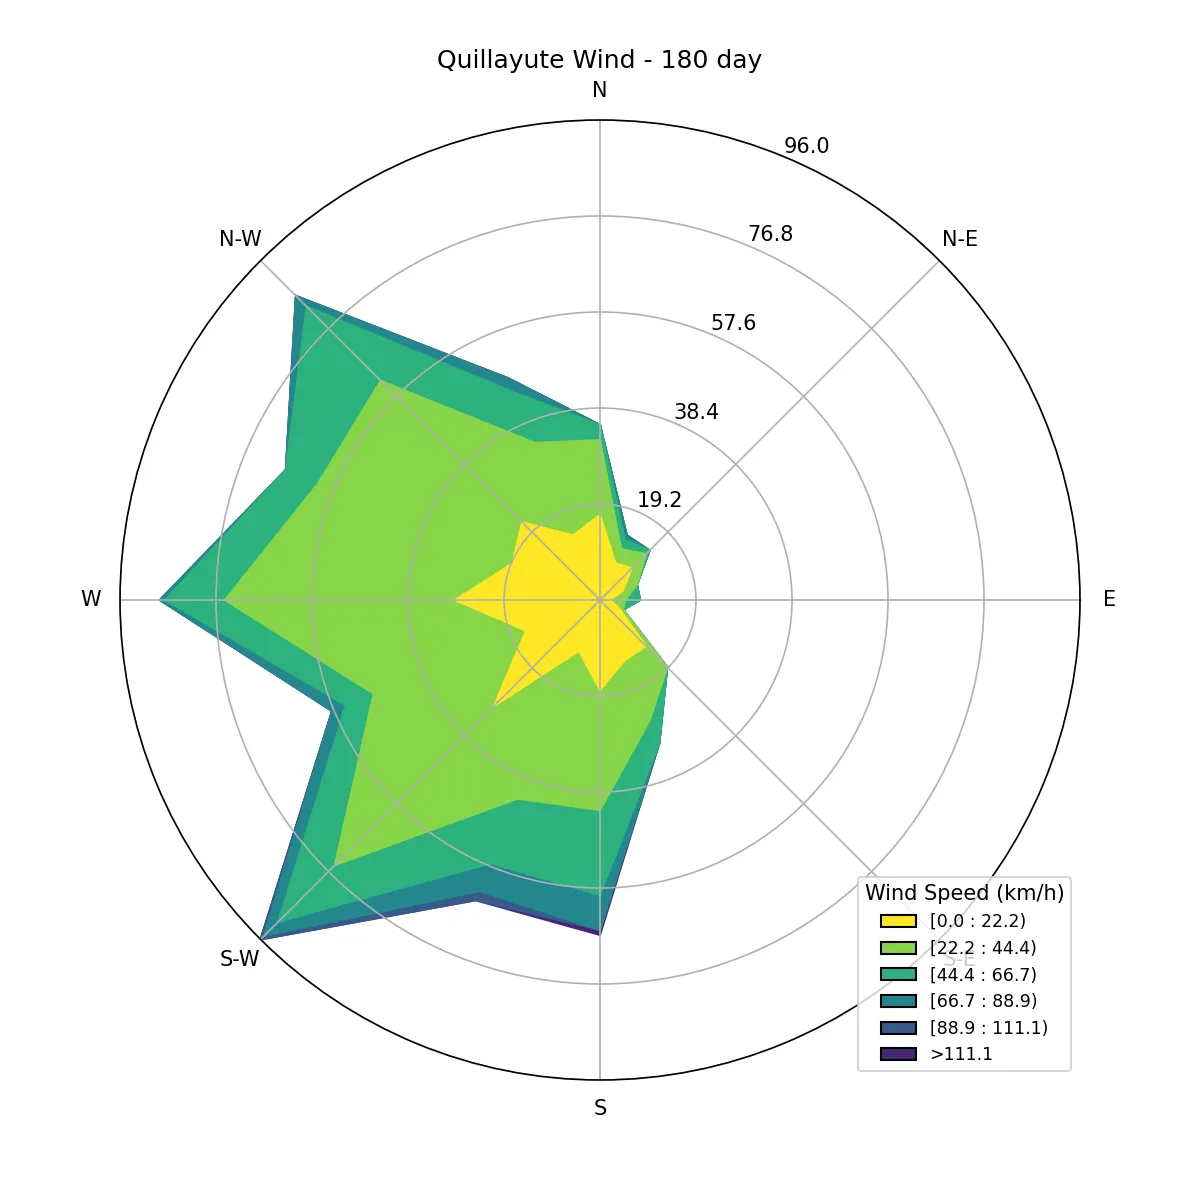 Quillayute Wind - 180 day
N
96.0
N-W
N-E
76.8
57.6
38.4
19.2
W
E
S-W
S-E
S
Wind Speed (km/h)
[0.0 : 22.2)
[22.2 : 44.4)
[44.4 : 66.7)
[66.7 : 88.9)
[88.9 : 111.1)
>111.1